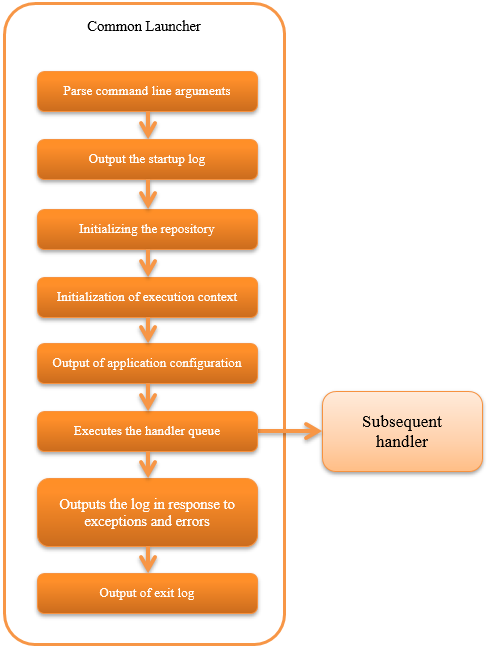 Common Launcher
Parse command line arguments
Output the startup log
Initializing the repository
Initialization of execution context
Output of application configuration
Executes the handler queue
Subsequent
handler
Outputs the log in response to
exceptions and errors
Output of exit log